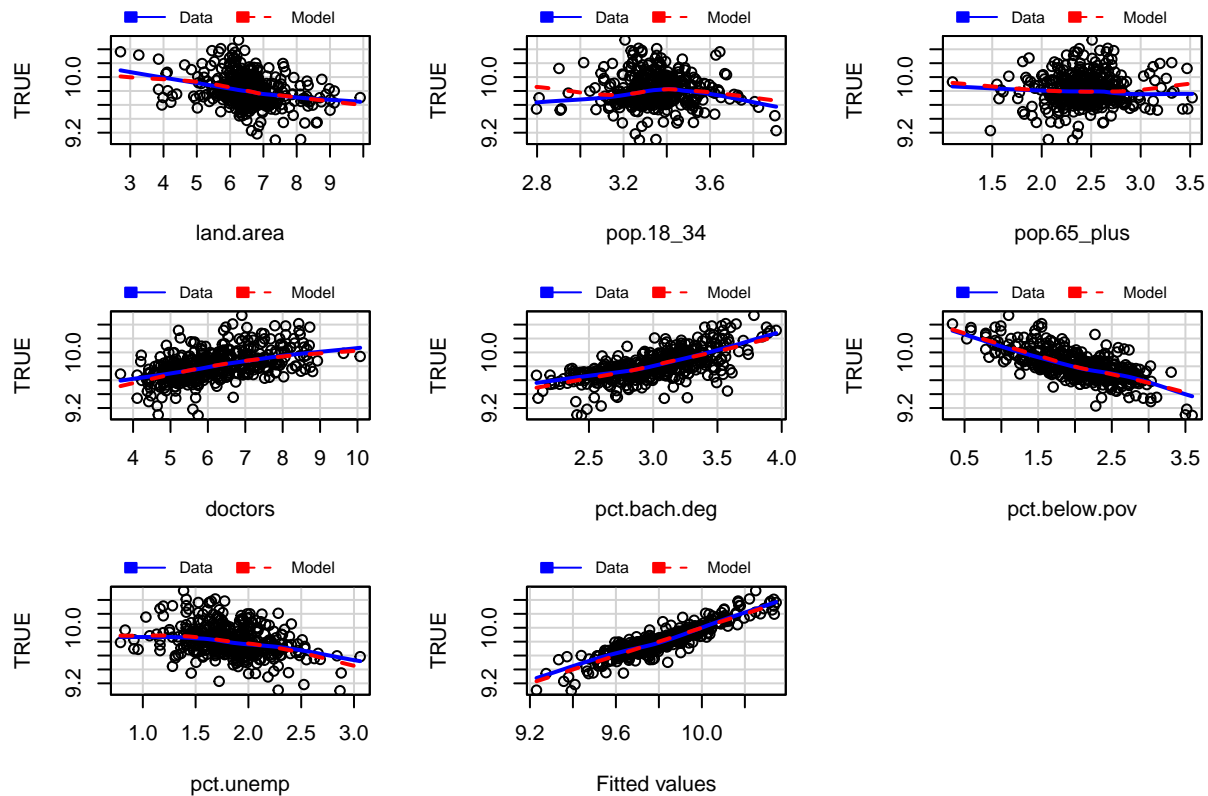 Data Model
TRUE
9.2 10.0
3 4 5 6 7 8 9
land.area
Data Model
TRUE
9.2 10.0
2.8 3.2 3.6
pop.18_34
Data Model
TRUE
9.2 10.0
1.5 2.0 2.5 3.0 3.5
pop.65_plus
Data Model
TRUE
9.2 10.0
4 5 6 7 8 9 10
doctors
Data Model
TRUE
9.2 10.0
2.5 3.0 3.5 4.0
pct.bach.deg
Data Model
TRUE
9.2 10.0
0.5 1.5 2.5 3.5
pct.below.pov
Data Model
TRUE
9.2 10.0
1.0 1.5 2.0 2.5 3.0
pct.unemp
Data Model
TRUE
9.2 10.0
9.2 9.6 10.0
Fitted values